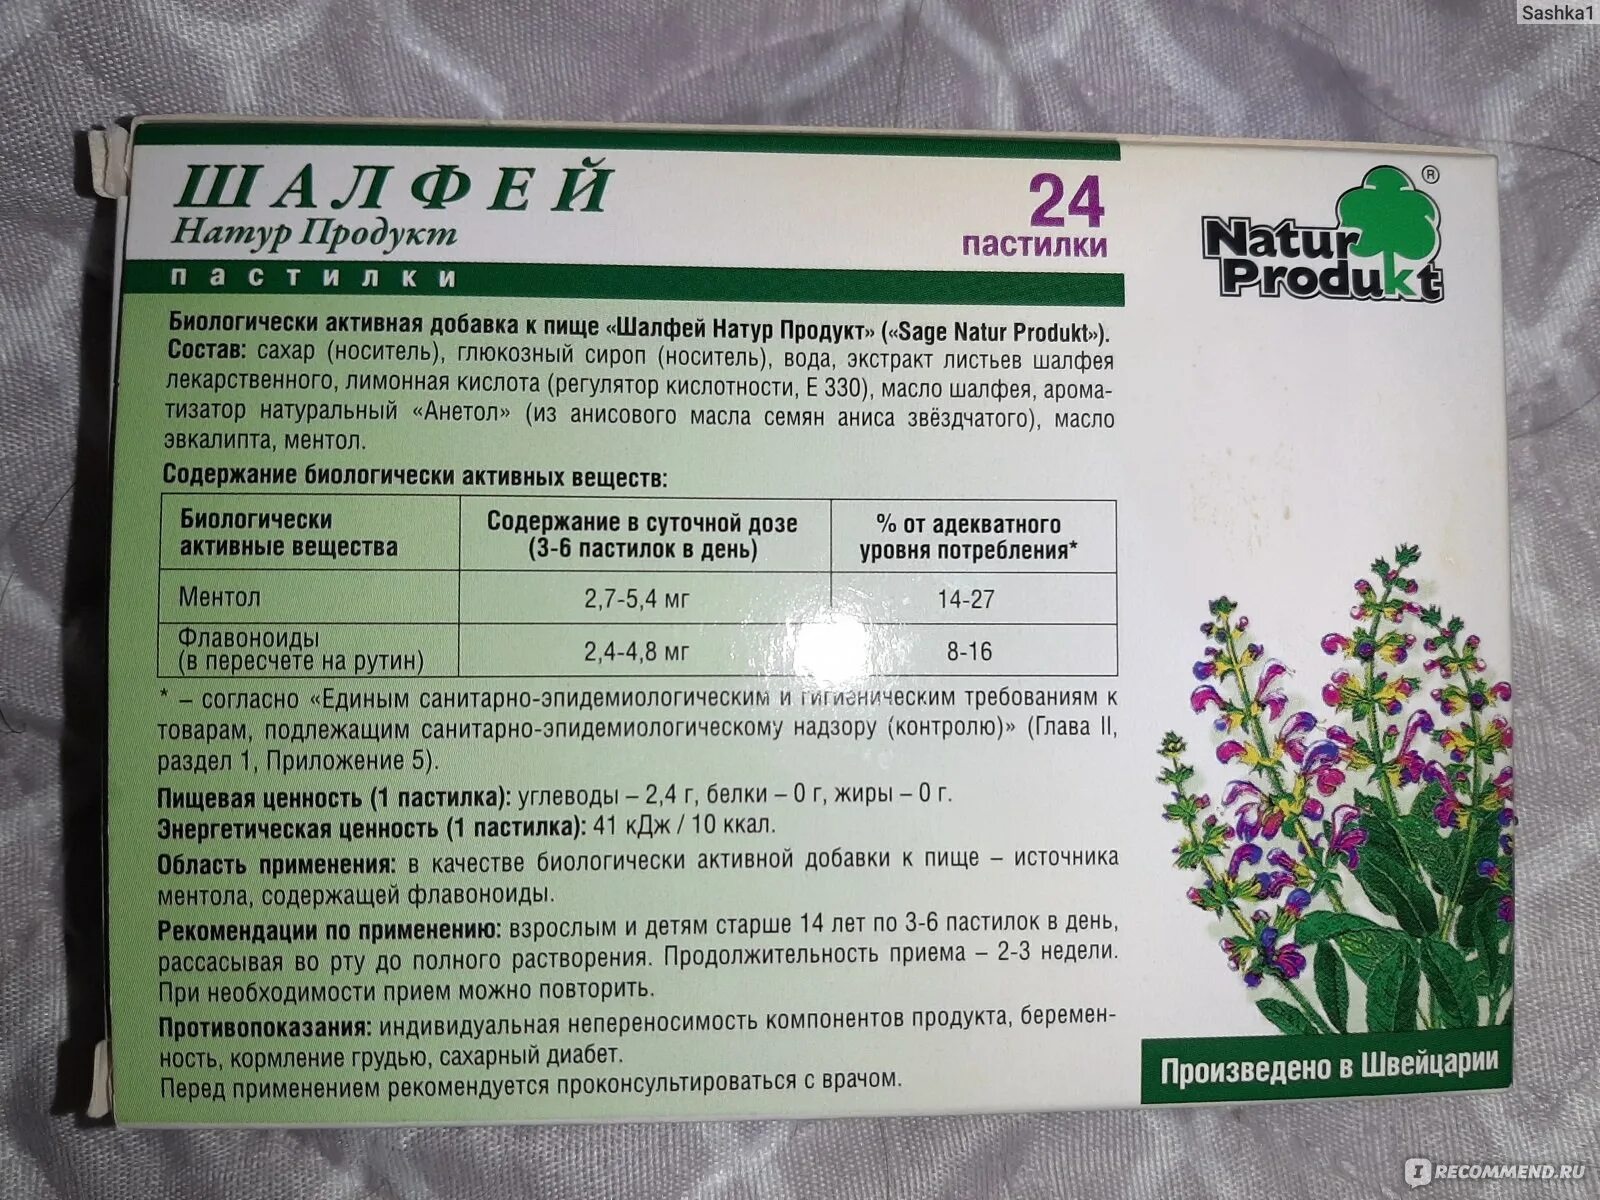 Sashka1
ШАЛФЕЙ
Натур Продукт
пастилки
24
пастилки
®
Natur
Produkt
Биологически активная добавка к пище «Шалфей Натур Продукт» («Sage Natur Produkt»).
Состав: сахар (носитель), глюкозный сироп (носитель), вода, экстракт листьев шалфея
лекарственного, лимонная кислота (регулятор кислотности, Е 330), масло шалфея, арома-
тизатор натуральный «Анетол» (из анисового масла семян аниса звёздчатого), масло
эвкалипта, ментол.
Содержание биологически активных веществ:
Биологически активные вещества | Содержание в суточной дозе (3-6 пастилок в день) | % от адекватного уровня потребления*
Ментол 2,7-5,4 мг 14-27
Флавоноиды (в пересчете на рутин) 2,4-4,8 мг 8-16
* – согласно «Единым санитарно-эпидемиологическим и гигиеническим требованиям к
товарам, подлежащим санитарно-эпидемиологическому надзору (контролю)» (Глава II,
раздел 1, Приложение 5).
Пищевая ценность (1 пастилка): углеводы – 2,4 г, белки – 0 г, жиры – 0 г.
Энергетическая ценность (1 пастилка): 41 кДж / 10 ккал.
Область применения: в качестве биологически активной добавки к пище – источника
ментола, содержащей флавоноиды.
Рекомендации по применению: взрослым и детям старше 14 лет по 3-6 пастилок в день,
рассасывая во рту до полного растворения. Продолжительность приема – 2-3 недели.
При необходимости прием можно повторить.
Противопоказания: индивидуальная непереносимость компонентов продукта, беремен-
ность, кормление грудью, сахарный диабет.
Перед применением рекомендуется проконсультироваться с врачом.
Произведено в Швейцарии
IRECOMMEND.RU